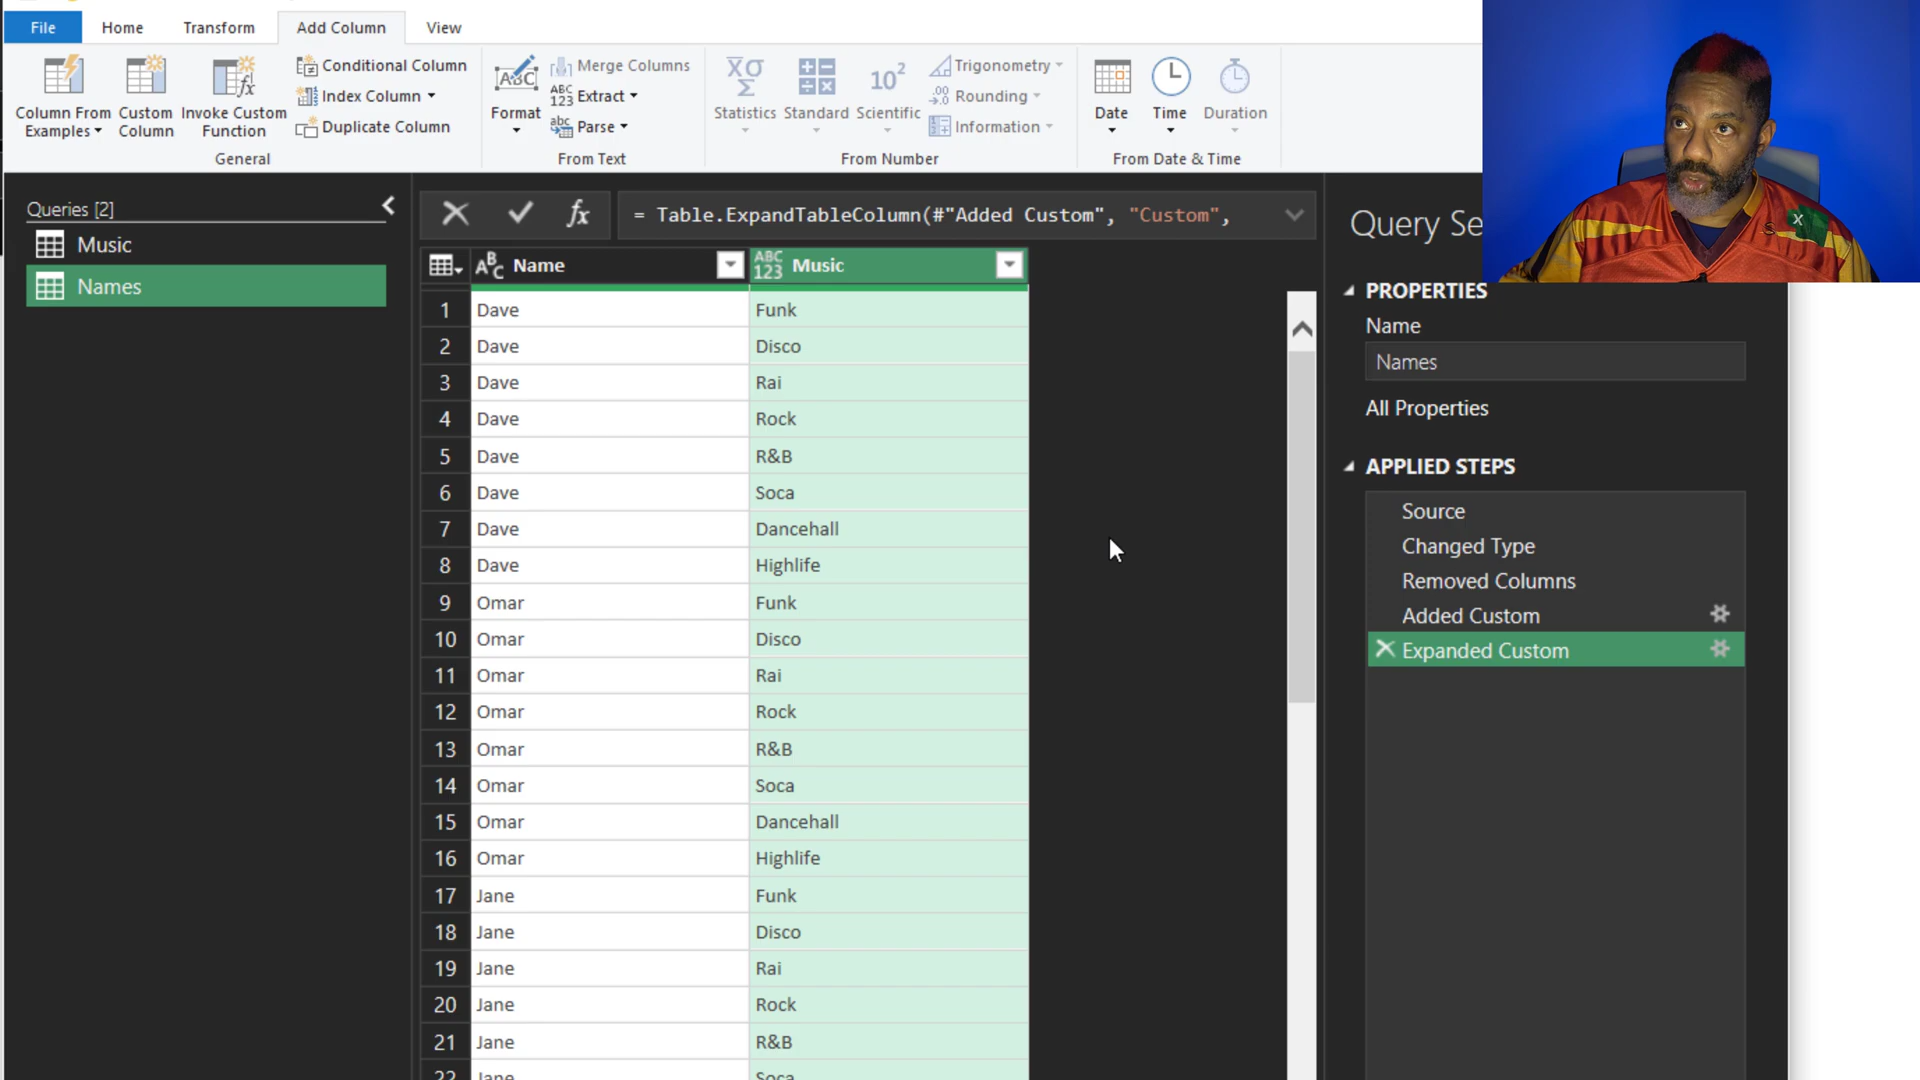 File Home Transform Add Column View
Column From Examples
Custom Column
Invoke Custom Function
Conditional Column
Index Column
Duplicate Column
General
Format
Merge Columns
Extract
Parse
From Text
Statistics
Standard
Scientific
Trigonometry
Rounding
Information
From Number
Date
Time
Duration
From Date & Time
Queries [2]
Music
Names
= Table.ExpandTableColumn(#"Added Custom", "Custom",
Name Music
1 Dave Funk
2 Dave Disco
3 Dave Rai
4 Dave Rock
5 Dave R&B
6 Dave Soca
7 Dave Dancehall
8 Dave Highlife
9 Omar Funk
10 Omar Disco
11 Omar Rai
12 Omar Rock
13 Omar R&B
14 Omar Soca
15 Omar Dancehall
16 Omar Highlife
17 Jane Funk
18 Jane Disco
19 Jane Rai
20 Jane Rock
21 Jane R&B
22 Jane Soca
Query Se
PROPERTIES
Name
Names
All Properties
APPLIED STEPS
Source
Changed Type
Removed Columns
Added Custom
Expanded Custom